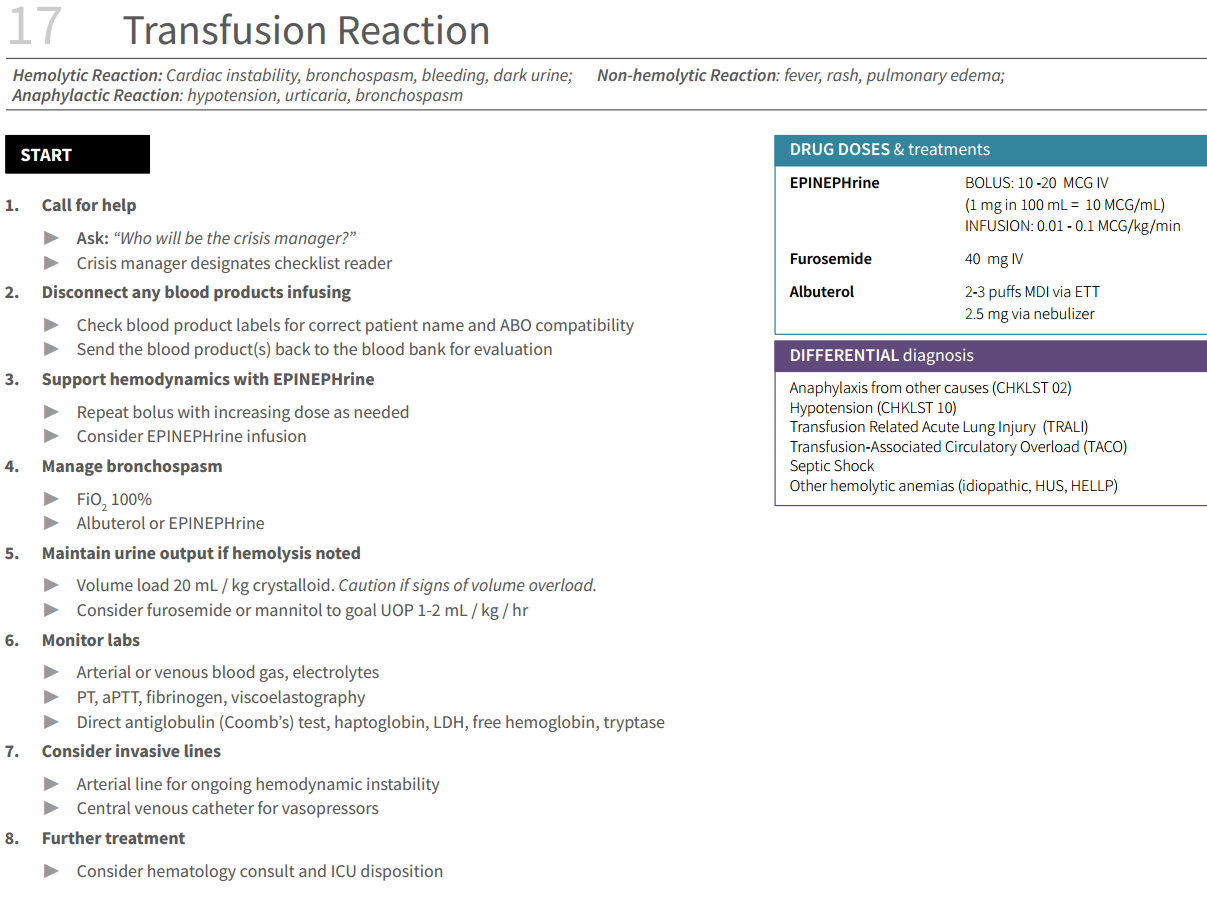 17 Transfusion Reaction
Hemolytic Reaction: Cardiac instability, bronchospasm, bleeding, dark urine; Non-hemolytic Reaction: fever, rash, pulmonary edema;
Anaphylactic Reaction: hypotension, urticaria, bronchospasm
START
1. Call for help
▶ Ask: “Who will be the crisis manager?”
▶ Crisis manager designates checklist reader
2. Disconnect any blood products infusing
▶ Check blood product labels for correct patient name and ABO compatibility
▶ Send the blood product(s) back to the blood bank for evaluation
3. Support hemodynamics with EPINEPHrine
▶ Repeat bolus with increasing dose as needed
▶ Consider EPINEPHrine infusion
4. Manage bronchospasm
▶ FiO2 100%
▶ Albuterol or EPINEPHrine
5. Maintain urine output if hemolysis noted
▶ Volume load 20 mL / kg crystalloid. Caution if signs of volume overload.
▶ Consider furosemide or mannitol to goal UOP 1-2 mL / kg / hr
6. Monitor labs
▶ Arterial or venous blood gas, electrolytes
▶ PT, aPTT, fibrinogen, viscoelastography
▶ Direct antiglobulin (Coomb’s) test, haptoglobin, LDH, free hemoglobin, tryptase
7. Consider invasive lines
▶ Arterial line for ongoing hemodynamic instability
▶ Central venous catheter for vasopressors
8. Further treatment
▶ Consider hematology consult and ICU disposition
DRUG DOSES & treatments
EPINEPHrine BOLUS: 10 -20 MCG IV
(1 mg in 100 mL = 10 MCG/mL)
INFUSION: 0.01 - 0.1 MCG/kg/min
Furosemide 40 mg IV
Albuterol 2-3 puffs MDI via ETT
2.5 mg via nebulizer
DIFFERENTIAL diagnosis
Anaphylaxis from other causes (CHKLST 02)
Hypotension (CHKLST 10)
Transfusion Related Acute Lung Injury (TRALI)
Transfusion-Associated Circulatory Overload (TACO)
Septic Shock
Other hemolytic anemias (idiopathic, HUS, HELLP)